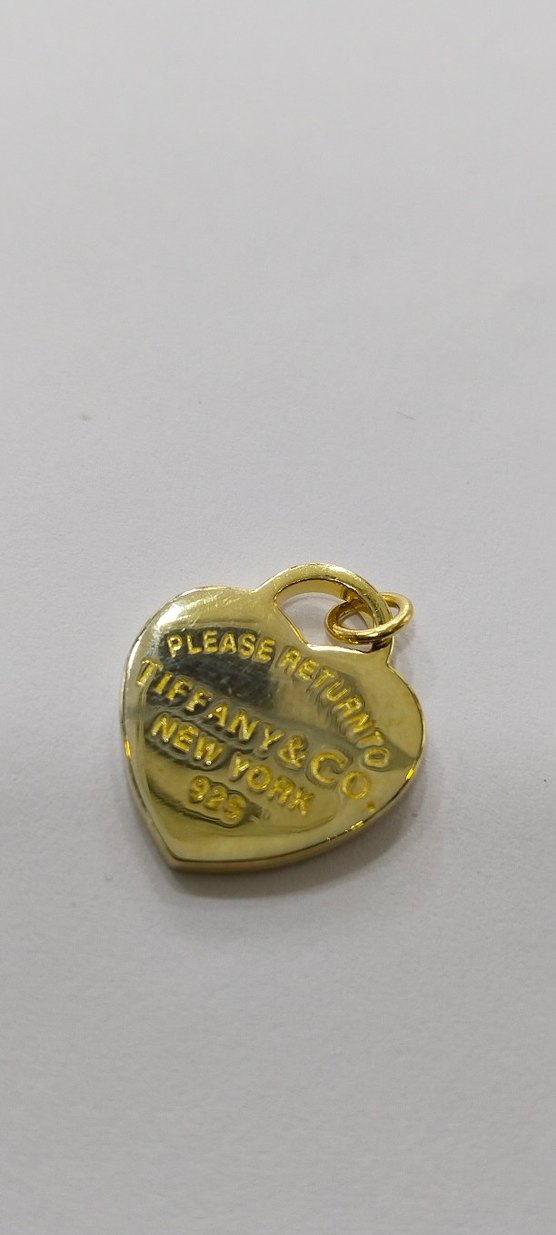 PLEASE RETURN TO
TIFFANY & CO.
NEW YORK
925